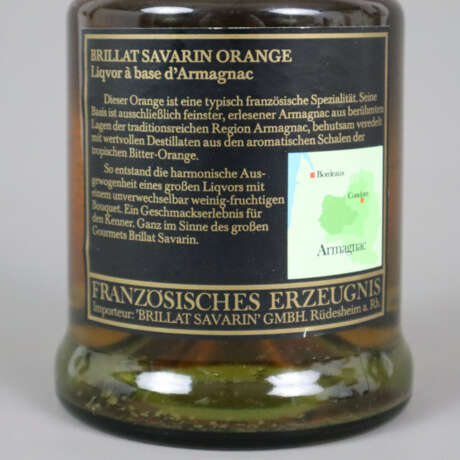 BRILLAT SAVARIN ORANGE
Liqvor à base d'Armagnac
Dieser Orange ist eine typisch französische Spezialität. Seine
Basis ist ausschließlich feinster, erlesener Armagnac aus berühmten
Lagen der traditionsreichen Region Armagnac, behutsam veredelt
mit wertvollen Destillaten aus den aromatischen Schalen der
tropischen Bitter-Orange.
So entstand die harmonische Aus-
gewogenheit eines großen Liqvors mit
einem unverwechselbar weinig-fruchtigen
Bouquet. Ein Geschmackserlebnis für
den Kenner. Ganz im Sinne des großen
Gourmets Brillat Savarin.
Bordeaux
Condom
Armagnac
FRANZÖSISCHES ERZEUGNIS
Importeur: 'BRILLAT SAVARIN' GMBH. Rüdesheim a. Rh.